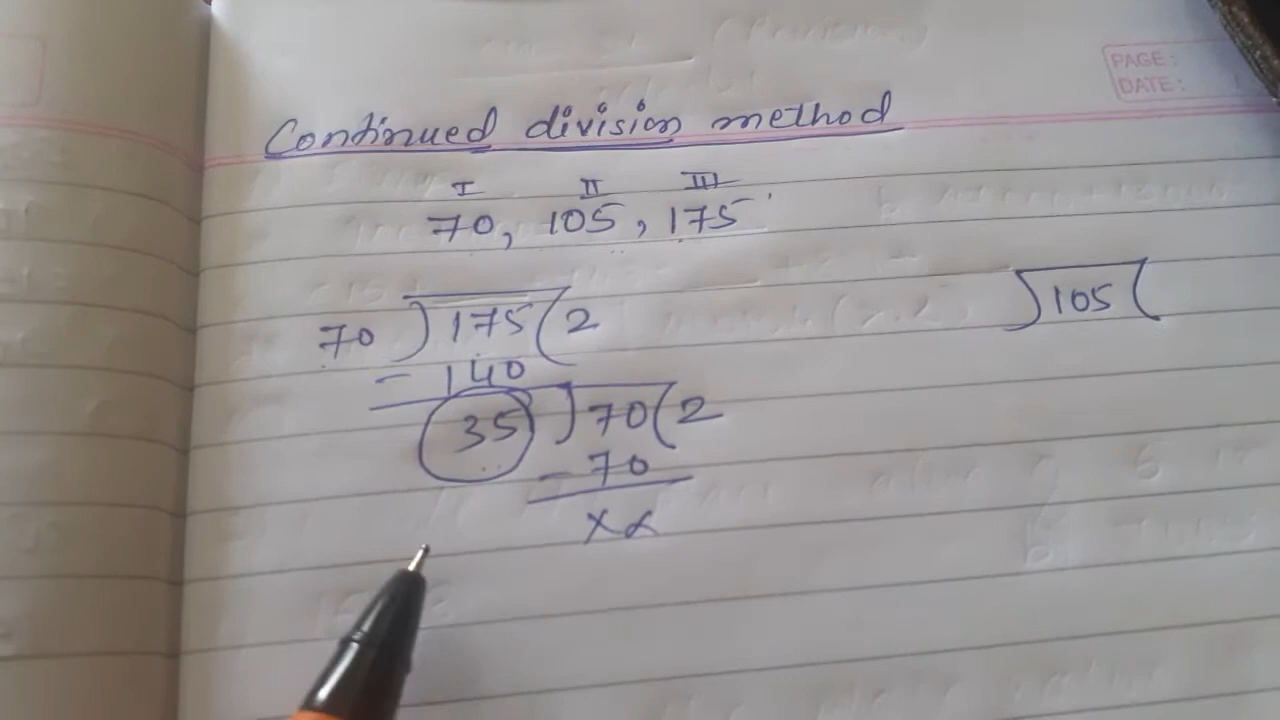 PAGE:
DATE:
Continued division method
I II III
70, 105, 175
70 ) 175 ( 2
) 105 (
- 140
35 ) 70 ( 2
- 70
x x